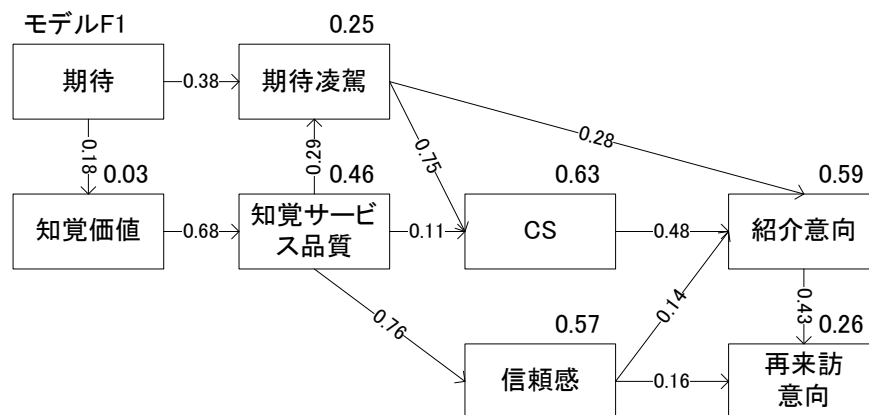 モデルF1
0.25
期待
0.38
期待凌駕
0.18
0.29
0.75
0.28
0.03
0.46
0.63
0.59
知覚価値
0.68
知覚サービ
ス品質
0.11
CS
0.48
紹介意向
0.76
0.14
0.43
0.57
0.26
信頼感
0.16
再来訪
意向